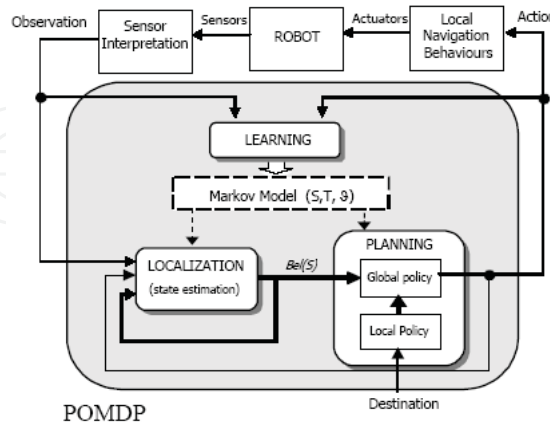 Observation
Sensor
Interpretation
Sensors
ROBOT
Actuators
Local
Navigation
Behaviours
Action
LEARNING
Markov Model (S,T, ϑ)
LOCALIZATION
(state estimation)
Bel(S)
PLANNING
Global policy
Local Policy
Destination
POMDP